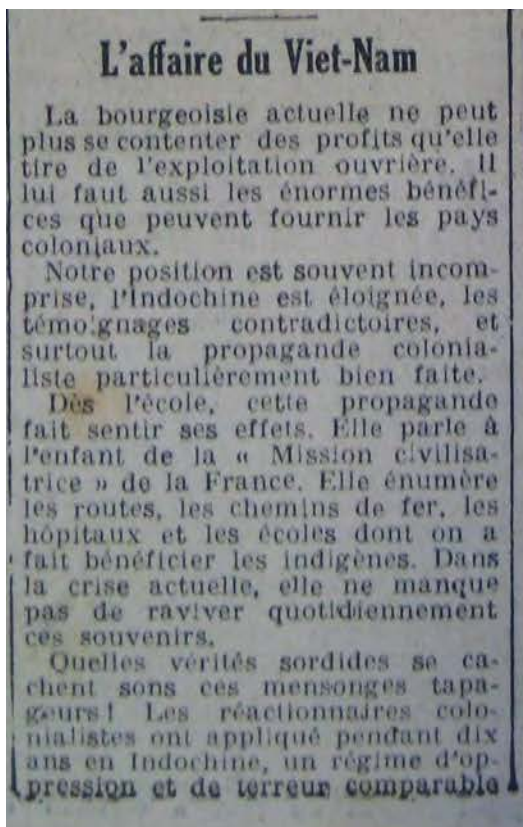 L'affaire du Viet-Nam
La bourgeoisie actuelle ne peut
plus se contenter des profits qu'elle
tire de l'exploitation ouvrière. Il
lui faut aussi les énormes bénéfi-
ces que peuvent fournir les pays
coloniaux.
Notre position est souvent incom-
prise, l'Indochine est éloignée, les
témoignages contradictoires, et
surtout la propagande colonia-
liste particulièrement bien faite.
Dès l'école, cette propagande
fait sentir ses effets. Elle parle à
l'enfant de la « Mission civilisa-
trice » de la France. Elle énumère
les routes, les chemins de fer, les
hôpitaux et les écoles dont on a
fait bénéficier les indigènes. Dans
la crise actuelle, elle ne manque
pas de raviver quotidiennement
ces souvenirs.
Quelles vérités sordides se ca-
chent sons ces mensonges tapa-
geurs! Les réactionnaires colo-
nialistes ont appliqué pendant dix
ans en Indochine, un régime d'op-
pression et de terreur comparable